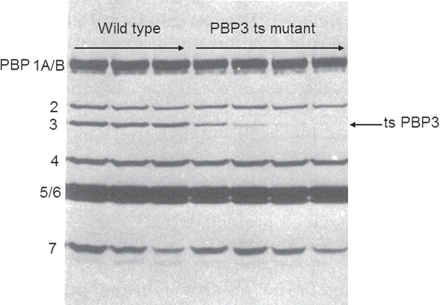 Wild type PBP3 ts mutant
PBP 1A/B
2
3 ts PBP3
4
5/6
7